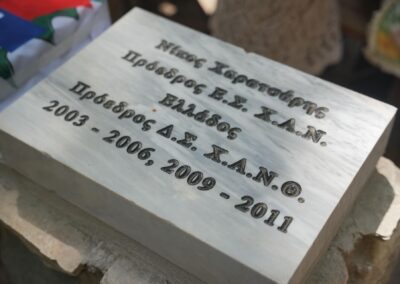 Νίκος Χαρατσάρης
Πρόεδρος Ε.Σ. Χ.Α.Ν.
Ελλάδος
Πρόεδρος Δ.Σ. Χ.Α.Ν.Θ.
2003 - 2006, 2009 - 2011